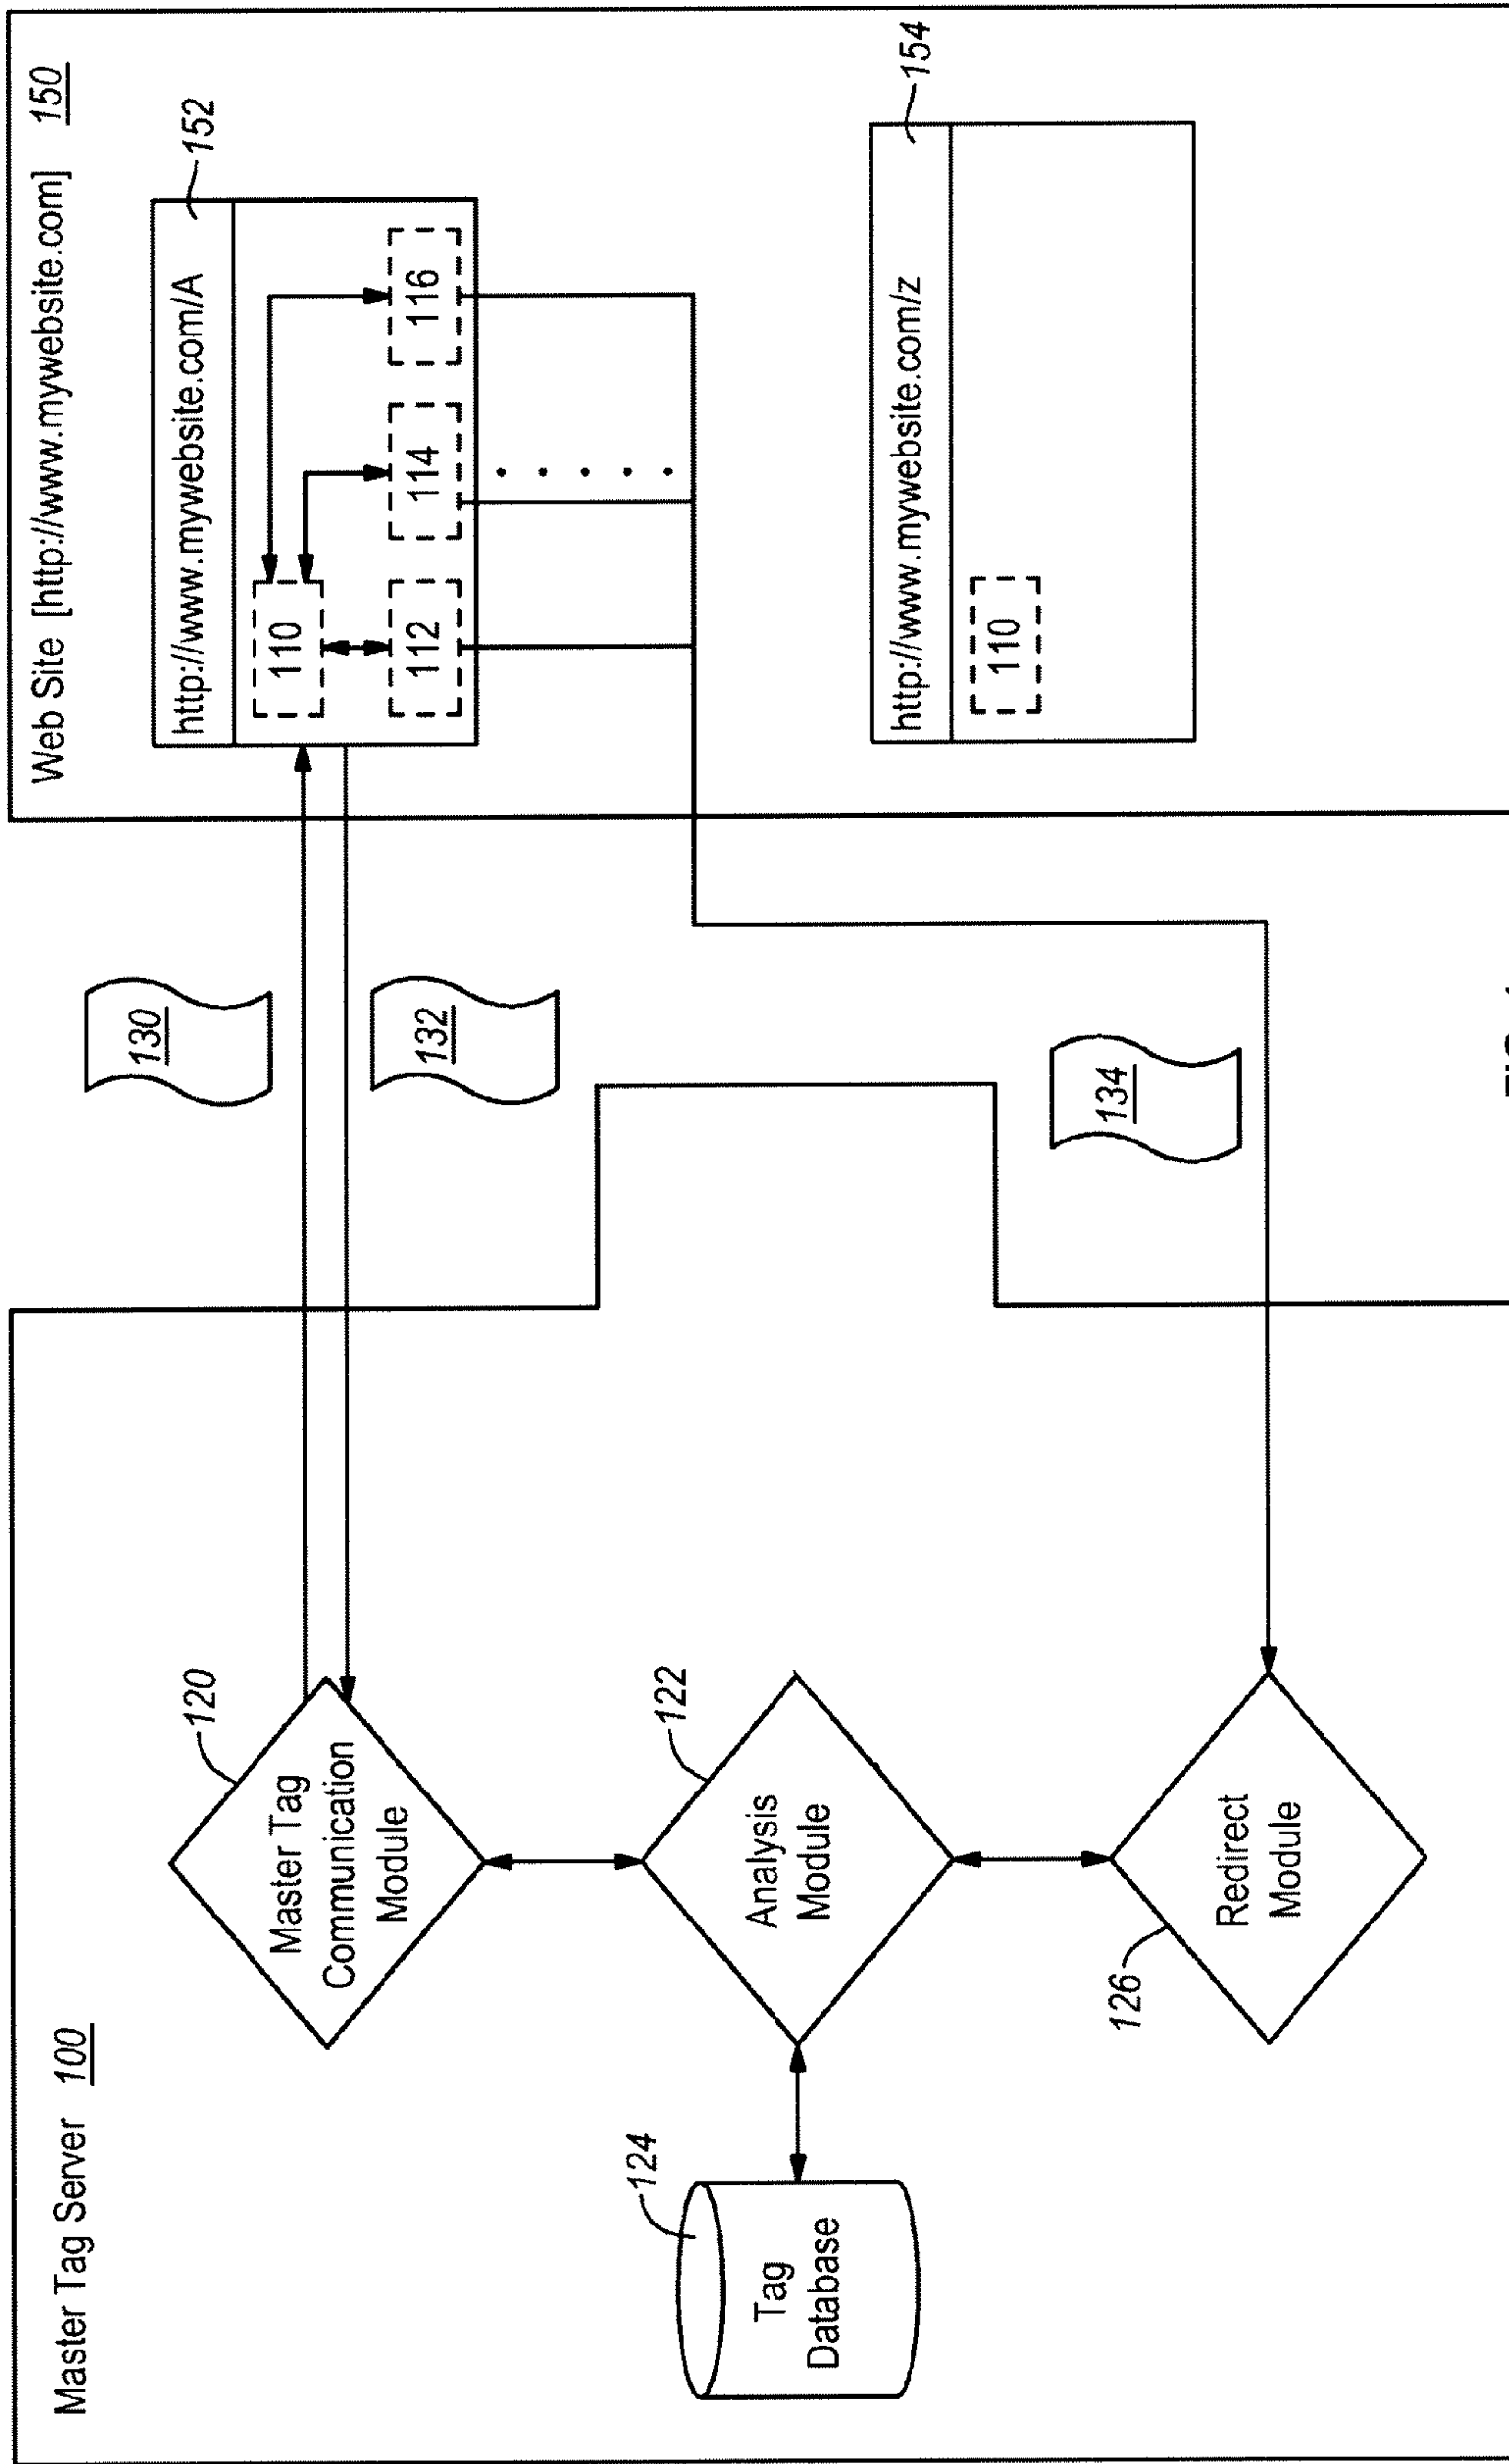 Master Tag Server 100
120
Master Tag
Communication
Module
122
Analysis
Module
124
Tag
Database
126
Redirect
Module
130
132
134
Web Site [http://www.mywebsite.com] 150
152
http://www.mywebsite.com/A
110
112
114
116
154
http://www.mywebsite.com/z
110